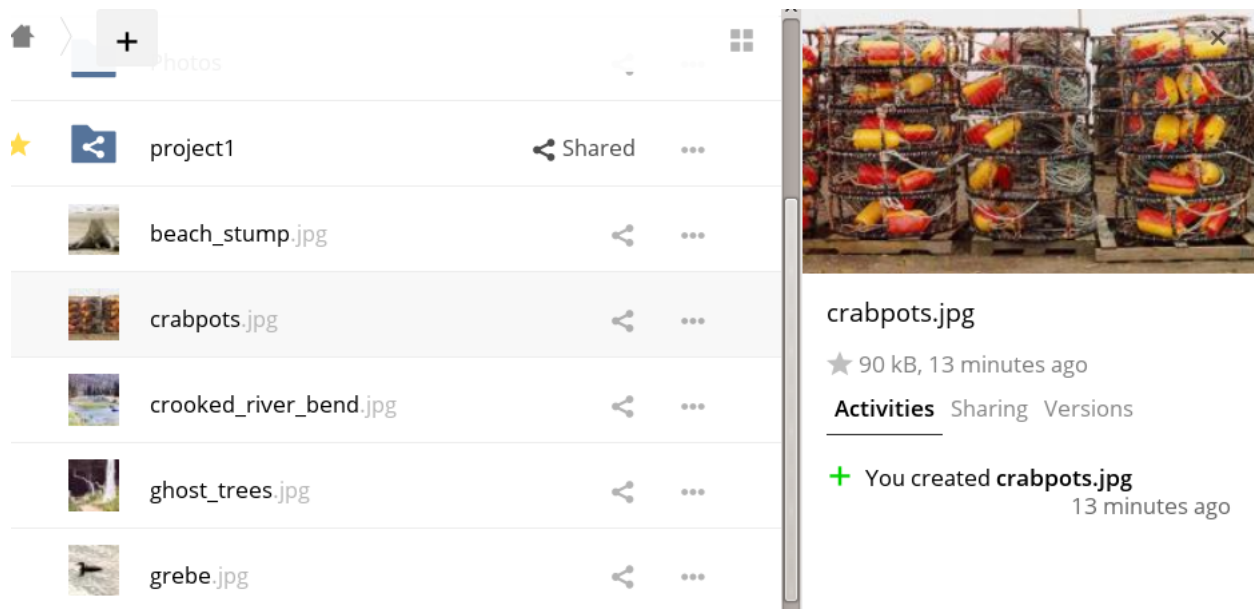 Photos
project1
Shared
beach_stump.jpg
crabpots.jpg
crooked_river_bend.jpg
ghost_trees.jpg
grebe.jpg
crabpots.jpg
90 kB, 13 minutes ago
Activities Sharing Versions
You created crabpots.jpg
13 minutes ago